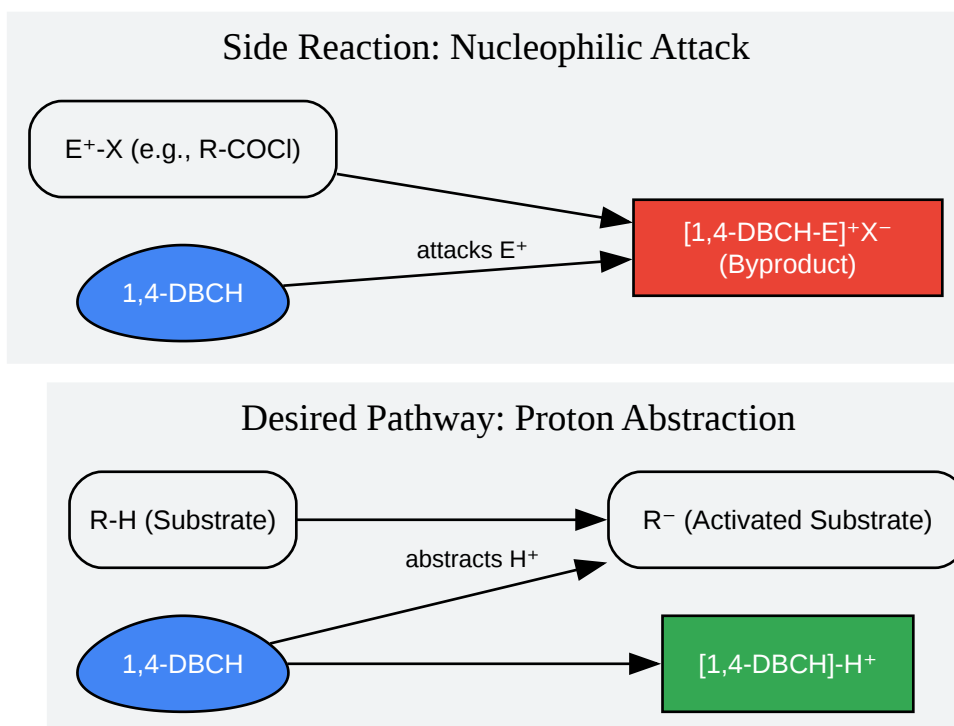 Side Reaction: Nucleophilic Attack
E⁺-X (e.g., R-COCl)
attacks E⁺
1,4-DBCH
[1,4-DBCH-E]⁺X⁻
(Byproduct)
Desired Pathway: Proton Abstraction
R-H (Substrate)
R⁻ (Activated Substrate)
abstracts H⁺
1,4-DBCH
[1,4-DBCH]-H⁺